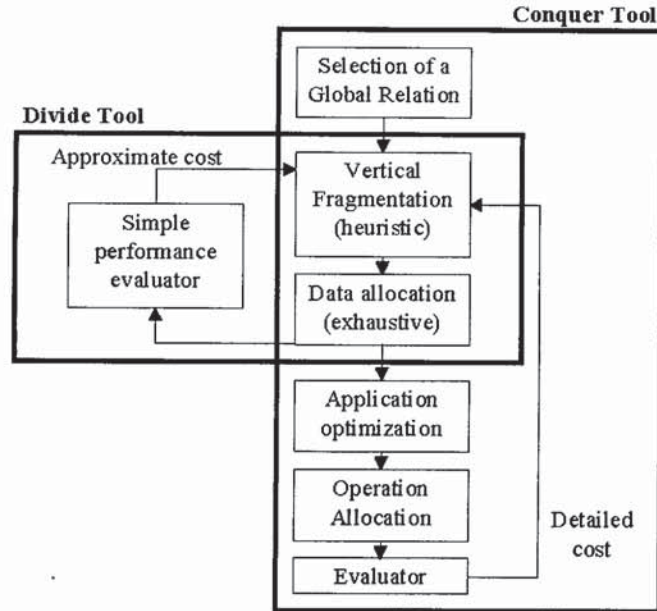 Conquer Tool
Selection of a
Global Relation
Divide Tool
Approximate cost
Vertical
Fragmentation
(heuristic)
Simple
performance
evaluator
Data allocation
(exhaustive)
Application
optimization
Operation
Allocation
Detailed
cost
Evaluator